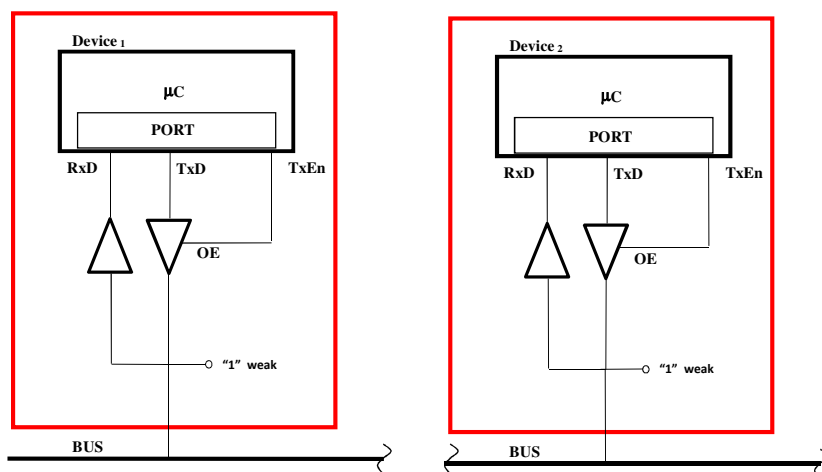 Device 1
μC
PORT
RxD TxD TxEn
OE
“1” weak
BUS
Device 2
μC
PORT
RxD TxD TxEn
OE
“1” weak
BUS